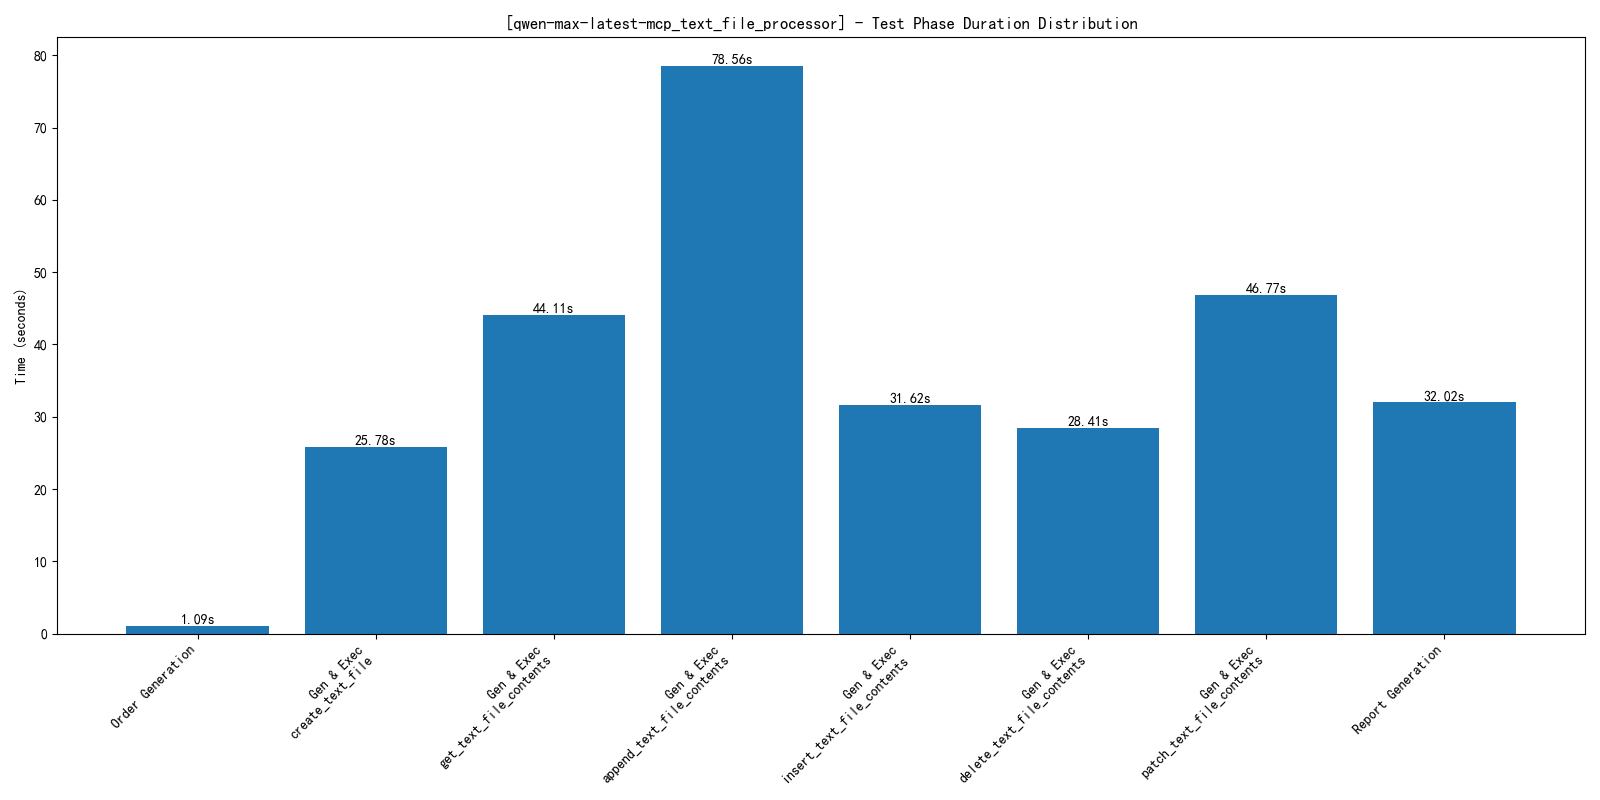 [qwen-max-latest-mcp_text_file_processor] - Test Phase Duration Distribution
Time (seconds)
80
70
60
50
40
30
20
10
0
1.09s
25.78s
44.11s
78.56s
31.62s
28.41s
46.77s
32.02s
Order Generation
Gen & Exec
create_text_file
Gen & Exec
get_text_file_contents
Gen & Exec
append_text_file_contents
Gen & Exec
insert_text_file_contents
Gen & Exec
delete_text_file_contents
Gen & Exec
patch_text_file_contents
Report Generation